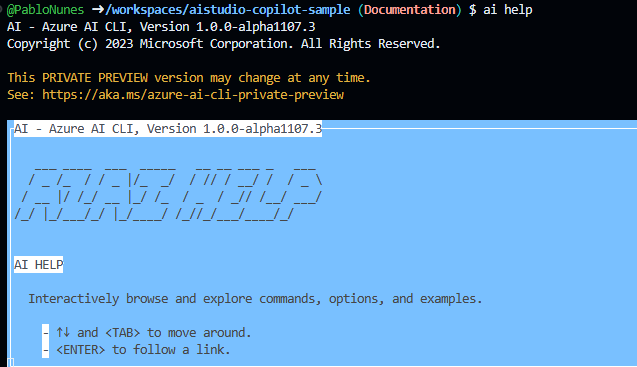 @PabloNunes ➜/workspaces/aistudio-copilot-sample (Documentation) $ ai help
AI - Azure AI CLI, Version 1.0.0-alpha1107.3
Copyright (c) 2023 Microsoft Corporation. All Rights Reserved.
This PRIVATE PREVIEW version may change at any time.
See: https://aka.ms/azure-ai-cli-private-preview
AI - Azure AI CLI, Version 1.0.0-alpha1107.3
AI HELP
AI HELP
Interactively browse and explore commands, options, and examples.
- ↑↓ and <TAB> to move around.
- <ENTER> to follow a link.